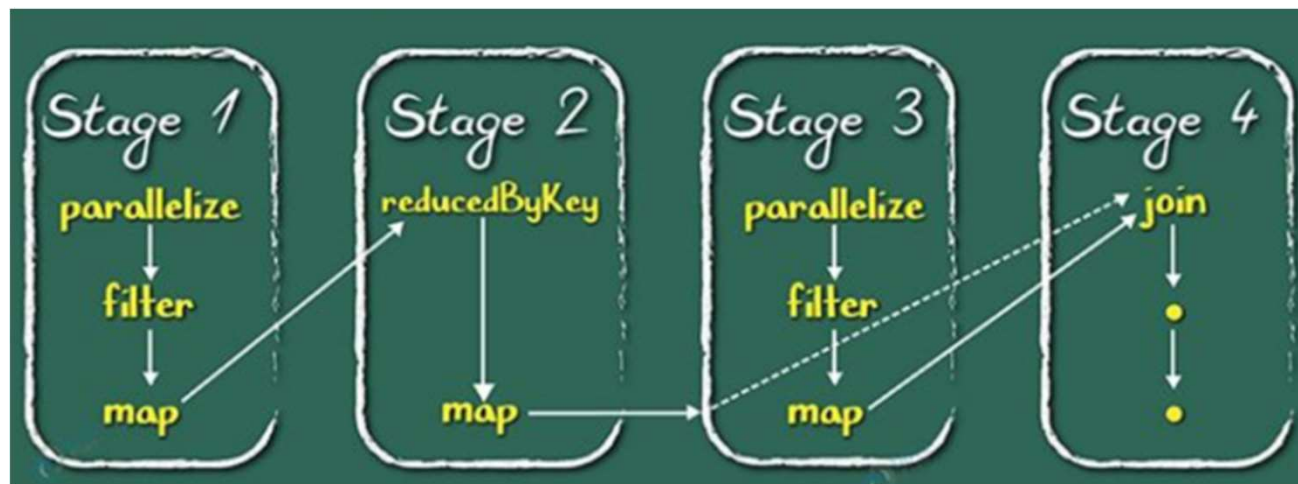 Stage 1
parallelize
filter
map
Stage 2
reducedByKey
map
Stage 3
parallelize
filter
map
Stage 4
join